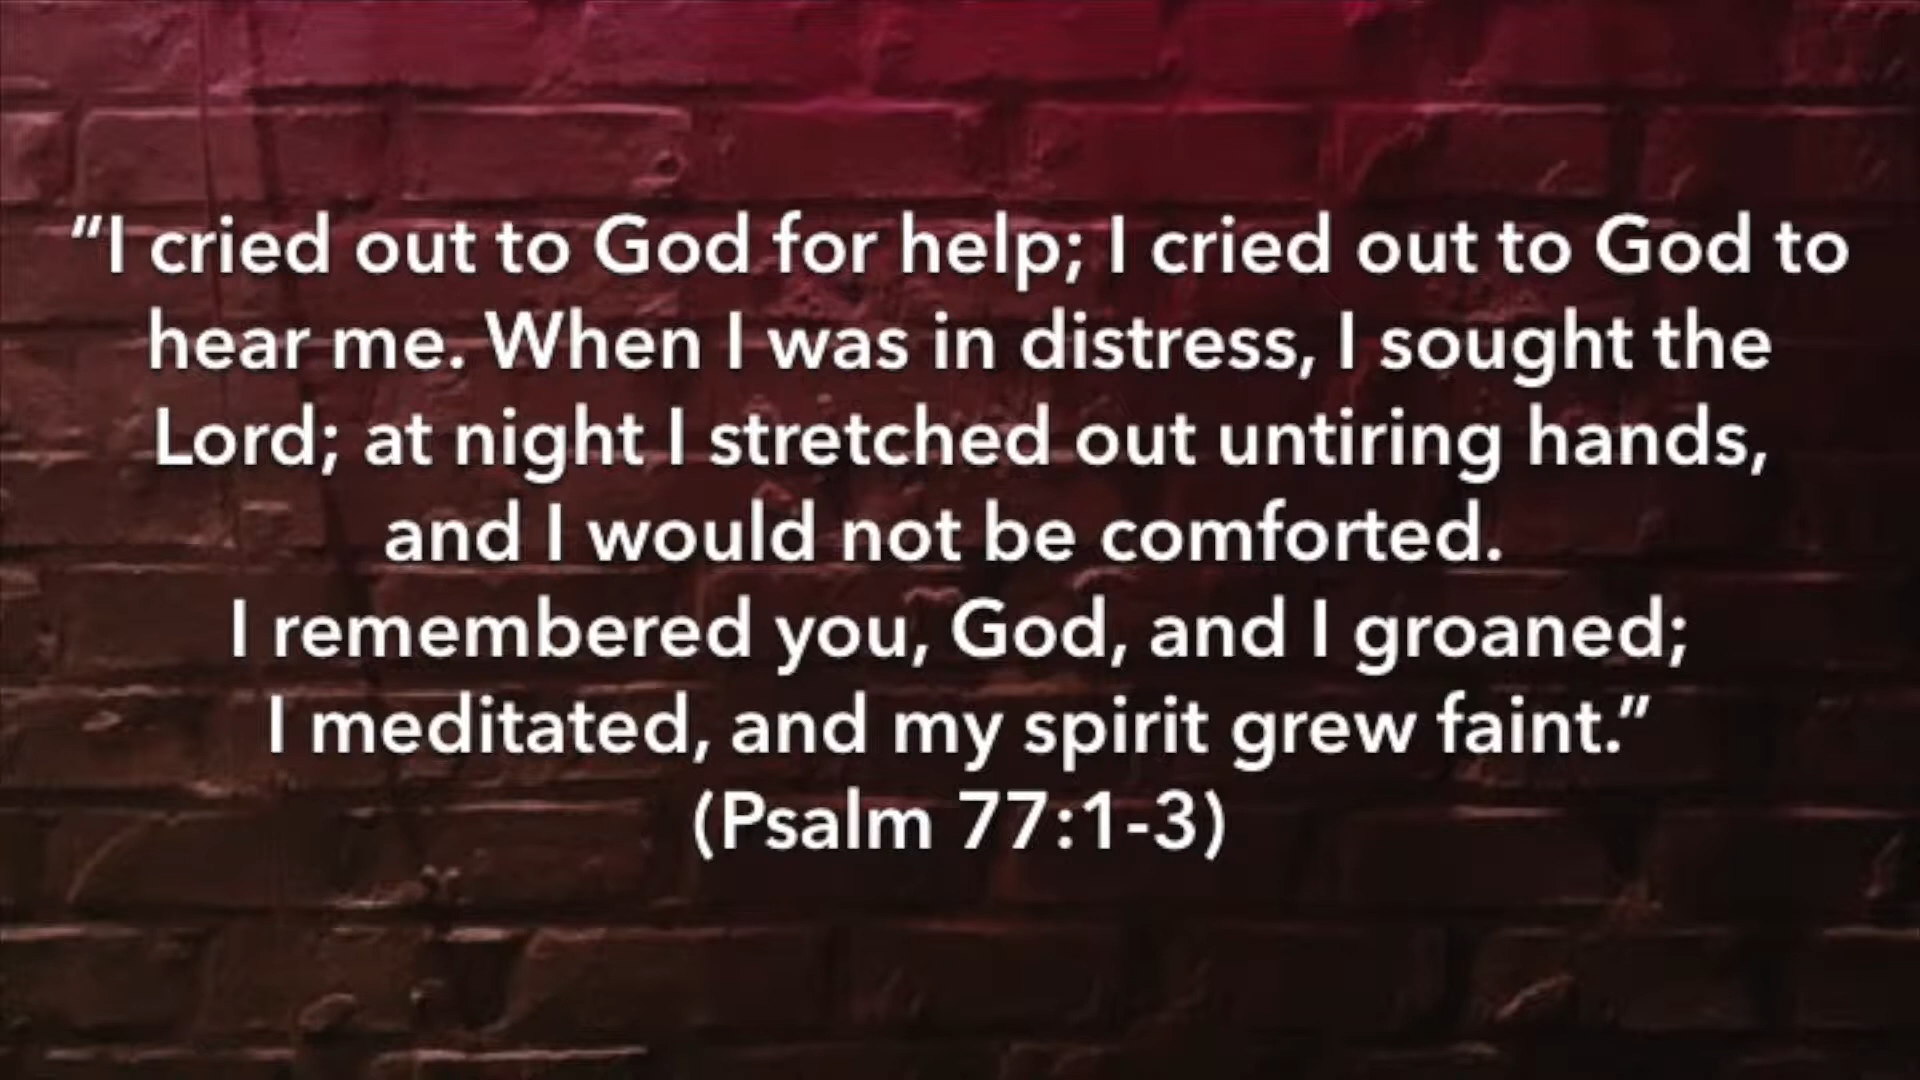 “I cried out to God for help; I cried out to God to
hear me. When I was in distress, I sought the
Lord; at night I stretched out untiring hands,
and I would not be comforted.
I remembered you, God, and I groaned;
I meditated, and my spirit grew faint.”
(Psalm 77:1-3)